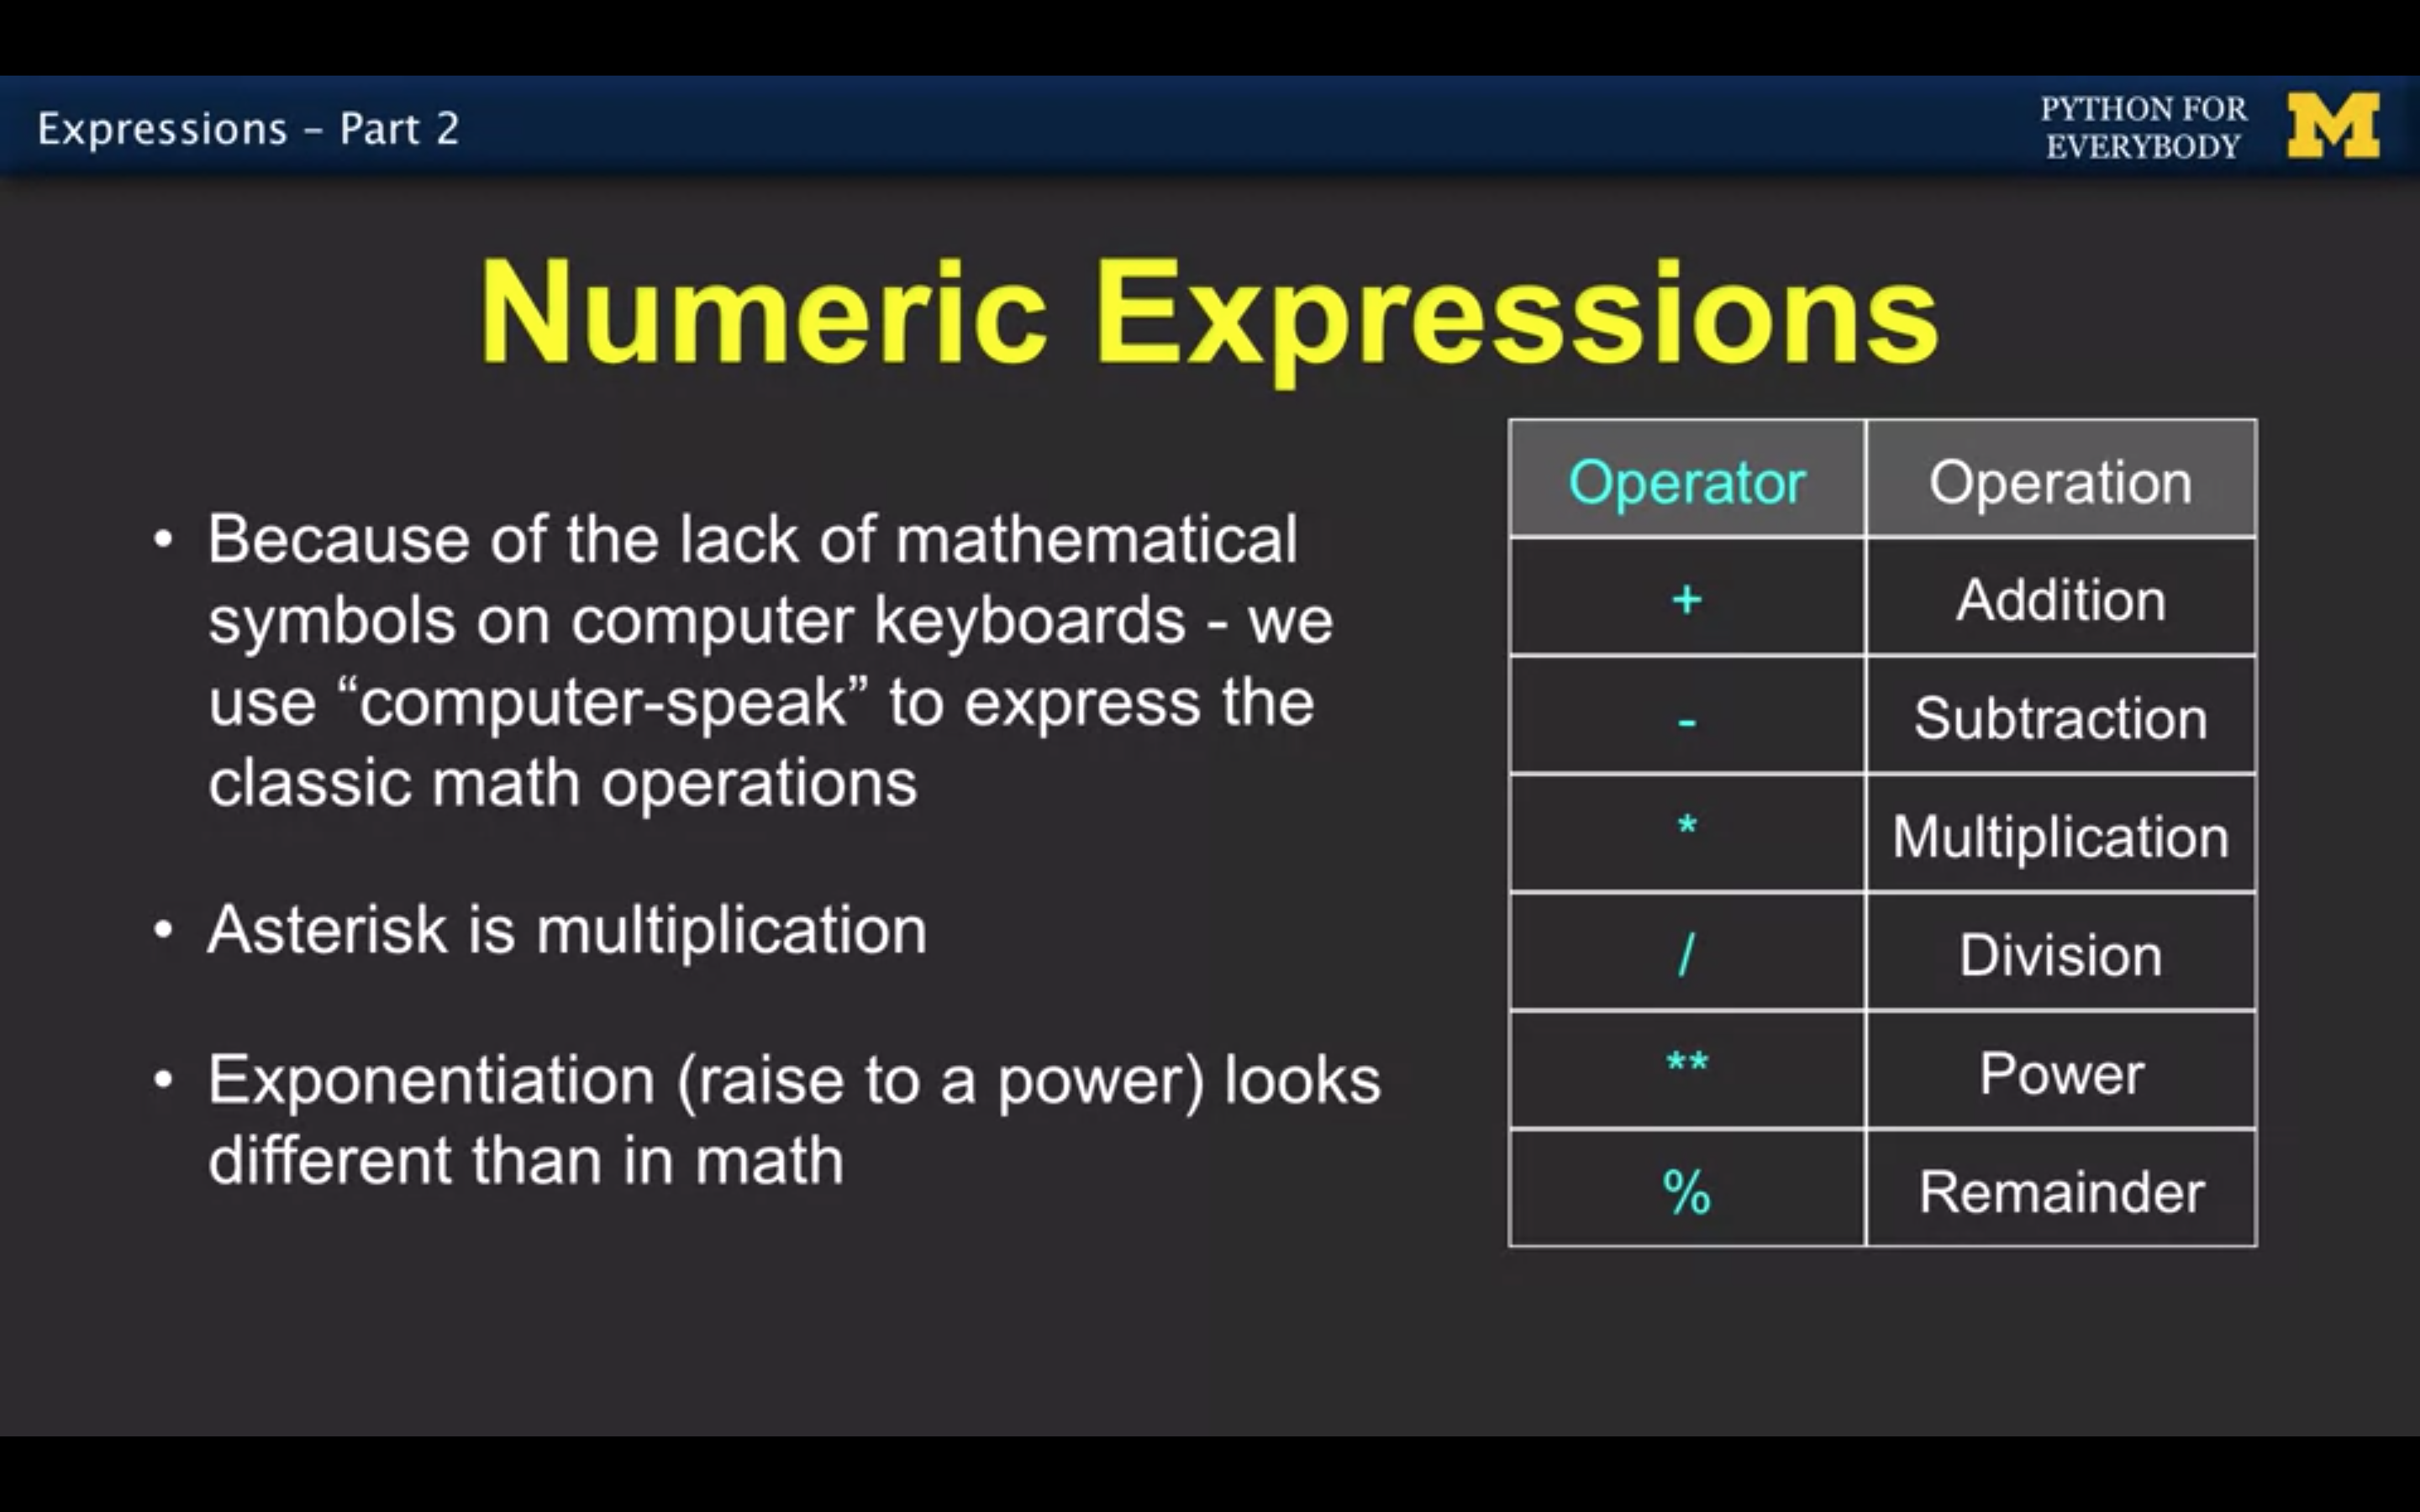 Expressions – Part 2
PYTHON FOR
EVERYBODY
M
Numeric Expressions
• Because of the lack of mathematical
symbols on computer keyboards - we
use “computer-speak” to express the
classic math operations
• Asterisk is multiplication
• Exponentiation (raise to a power) looks
different than in math
Operator Operation
+ Addition
- Subtraction
* Multiplication
/ Division
** Power
% Remainder